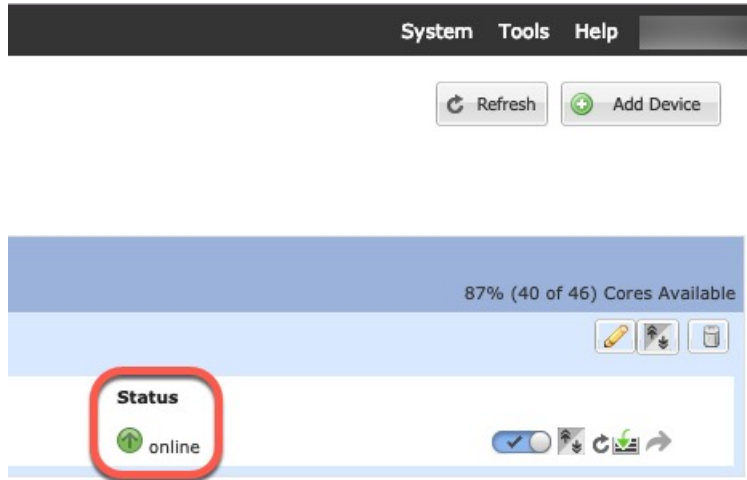 System Tools Help
Refresh Add Device
87% (40 of 46) Cores Available
Status
online